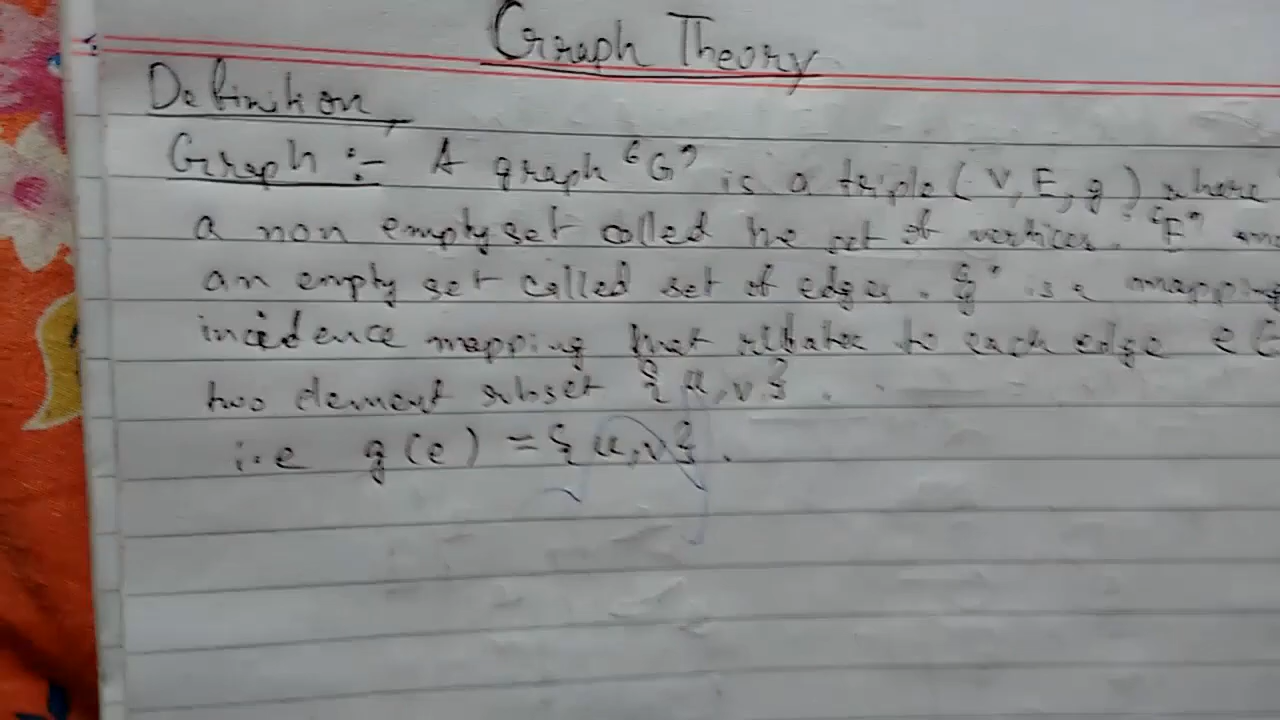 Graph Theory
Definition
Graph :- A graph "G" is a triple (V, E, g) where
a non empty set called the set of vertices. "E"
an empty set called set of edges. "g" is a mapping
incidence mapping that to each edge e ∈
two element subset {u, v}.
i.e g(e) = {u, v}.